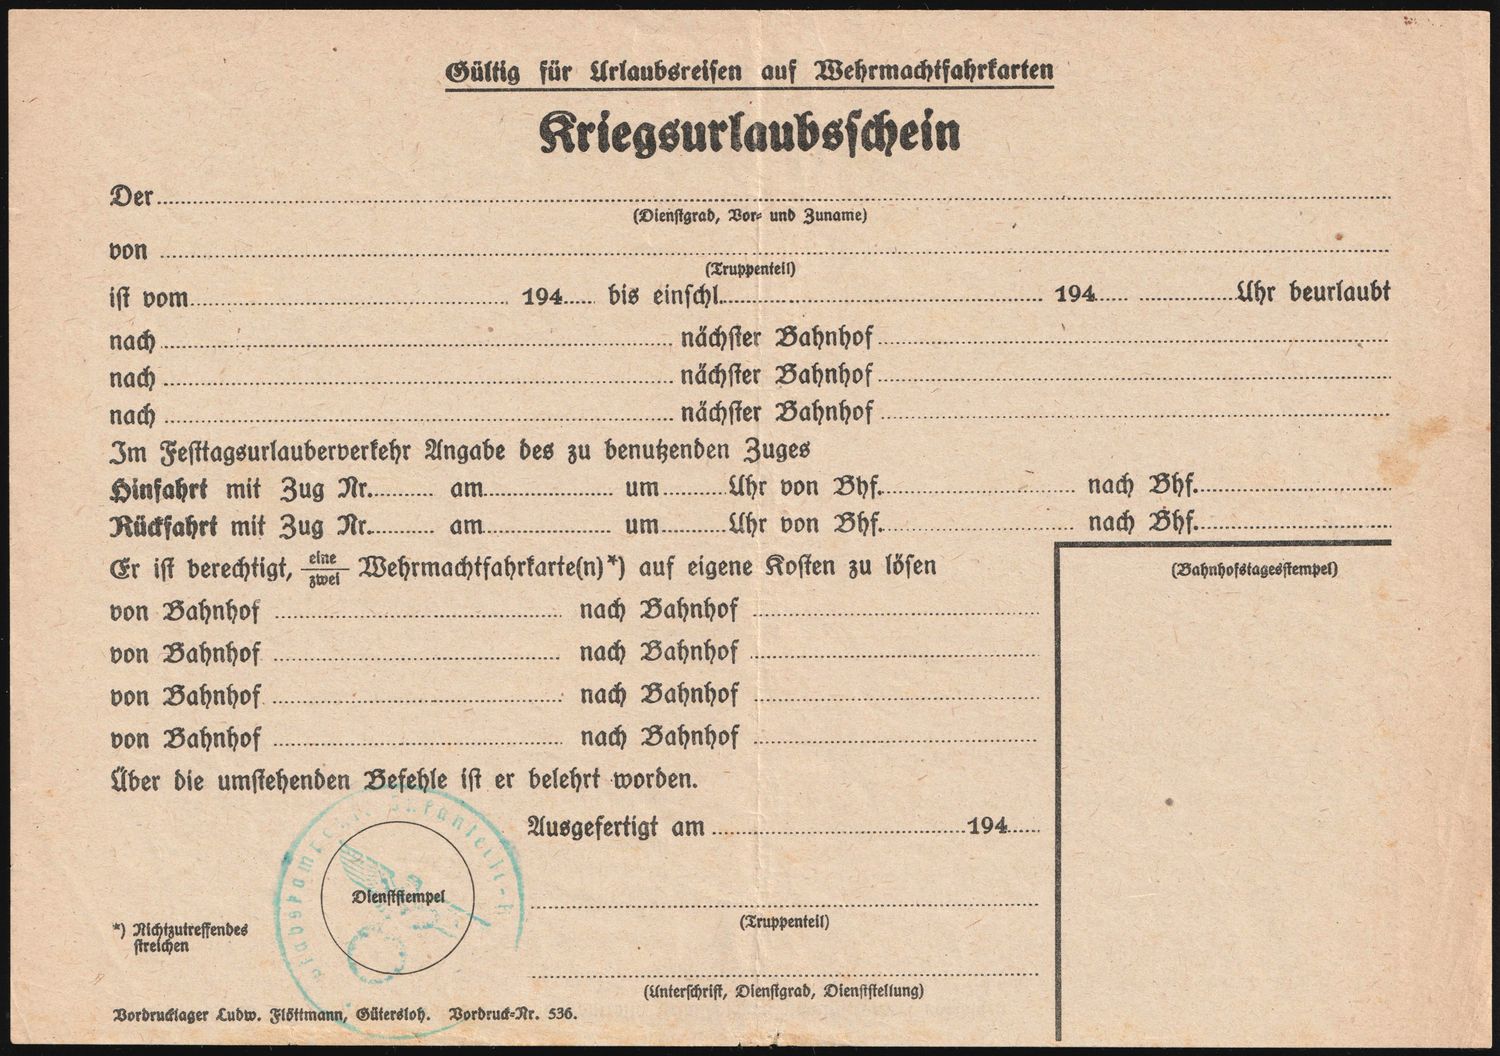 Gültig für Urlaubsreisen auf Wehrmachtfahrkarten
Kriegsurlaubsschein
Der
(Dienstgrad, Vor- und Zuname)
von
(Truppenteil)
ist vom 194 bis einschl. 194 Uhr beurlaubt
nach nächster Bahnhof
nach nächster Bahnhof
nach nächster Bahnhof
Im Festtagsurlauberverkehr Angabe des zu benutzenden Zuges
Hinfahrt mit Zug Nr. am um Uhr von Bhf. nach Bhf.
Rückfahrt mit Zug Nr. am um Uhr von Bhf. nach Bhf.
Er ist berechtigt, eine/zwei Wehrmachtfahrkarte(n)*) auf eigene Kosten zu lösen
(Bahnhofstagesstempel)
von Bahnhof nach Bahnhof
von Bahnhof nach Bahnhof
von Bahnhof nach Bahnhof
von Bahnhof nach Bahnhof
Über die umstehenden Befehle ist er belehrt worden.
Ausgefertigt am 194
Dienststempel
(Truppenteil)
*) Nichtzutreffendes
streichen
(Unterschrift, Dienstgrad, Dienststellung)
Vordrucklager Ludw. Flöttmann, Gütersloh. Vordruck-Nr. 536.